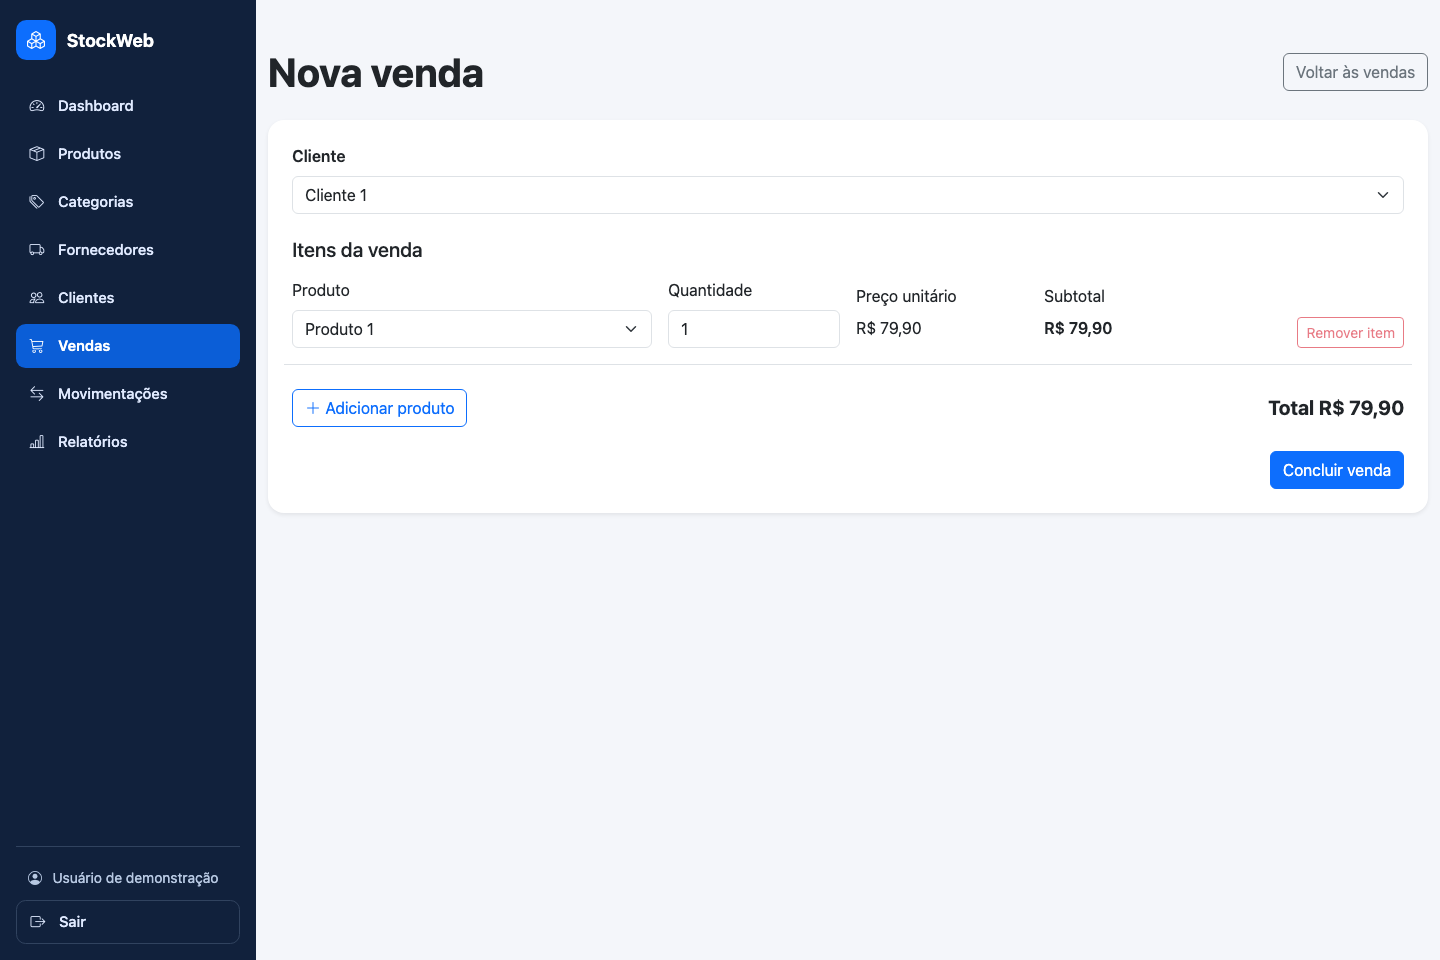 StockWeb
Dashboard
Produtos
Categorias
Fornecedores
Clientes
Vendas
Movimentações
Relatórios
Usuário de demonstração
Sair
Nova venda
Voltar às vendas
Cliente
Cliente 1
Itens da venda
Produto Quantidade Preço unitário Subtotal
Produto 1 1 R$ 79,90 R$ 79,90 Remover item
Adicionar produto Total R$ 79,90
Concluir venda